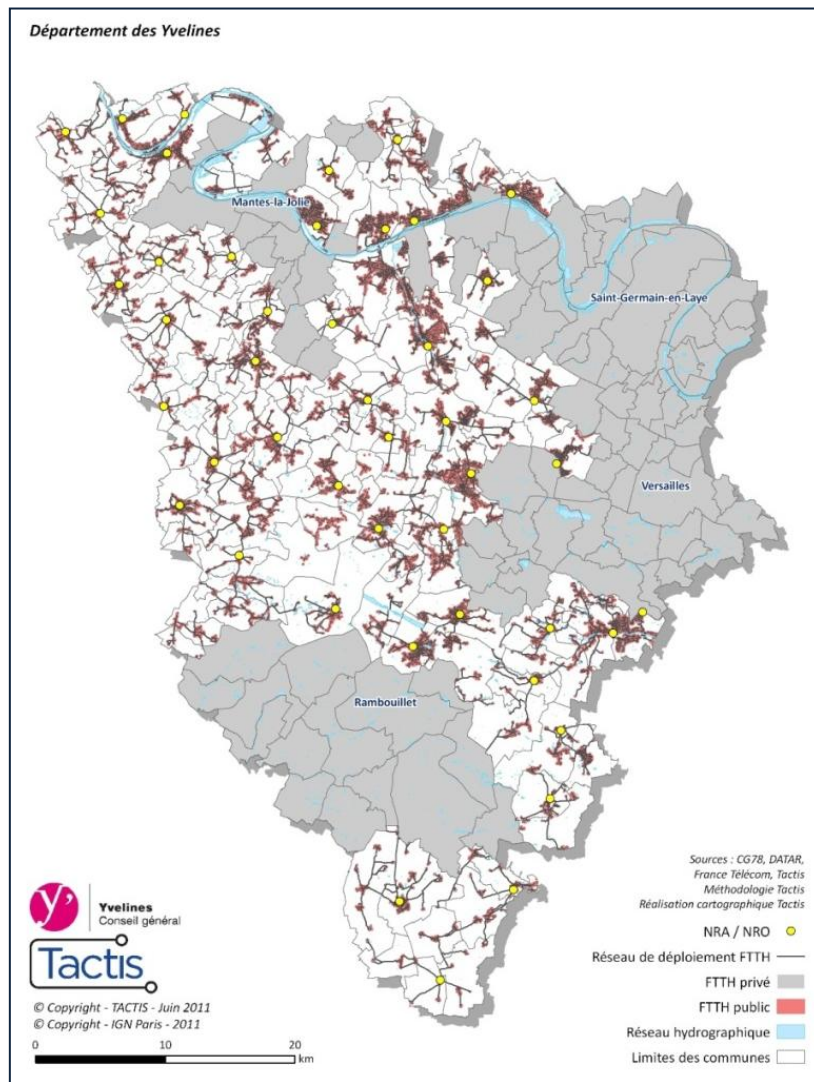 Département des Yvelines
Mantes-la-Jolie
Saint-Germain-en-Laye
Versailles
Rambouillet
Sources : CG78, DATAR,
France Télécom, Tactis
Méthodologie Tactis
Réalisation cartographique Tactis
NRA / NRO
Réseau de déploiement FTTH
FTTH privé
FTTH public
Réseau hydrographique
Limites des communes
y'
Yvelines
Conseil général
Tactis
© Copyright - TACTIS - Juin 2011
© Copyright - IGN Paris - 2011
0 10 20
km